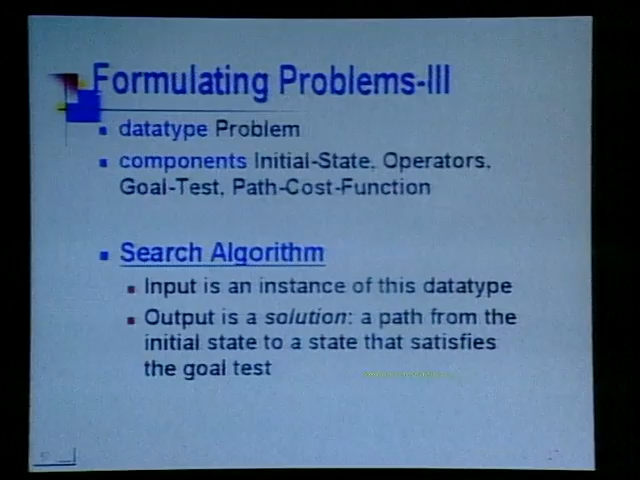 Formulating Problems-III
datatype Problem
components Initial-State, Operators,
Goal-Test, Path-Cost-Function
Search Algorithm
Input is an instance of this datatype
Output is a solution: a path from the
initial state to a state that satisfies
the goal test